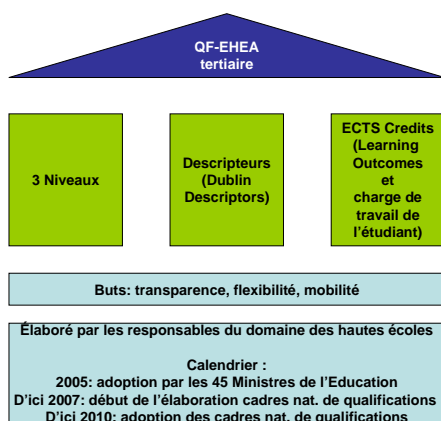 QF-EHEA
tertiaire
3 Niveaux
Descripteurs
(Dublin
Descriptors)
ECTS Credits
(Learning
Outcomes
et
charge de
travail de
l'étudiant)
Buts: transparence, flexibilité, mobilité
Élaboré par les responsables du domaine des hautes écoles
Calendrier :
2005: adoption par les 45 Ministres de l'Education
D'ici 2007: début de l'élaboration cadres nat. de qualifications
D'ici 2010: adoption des cadres nat. de qualifications